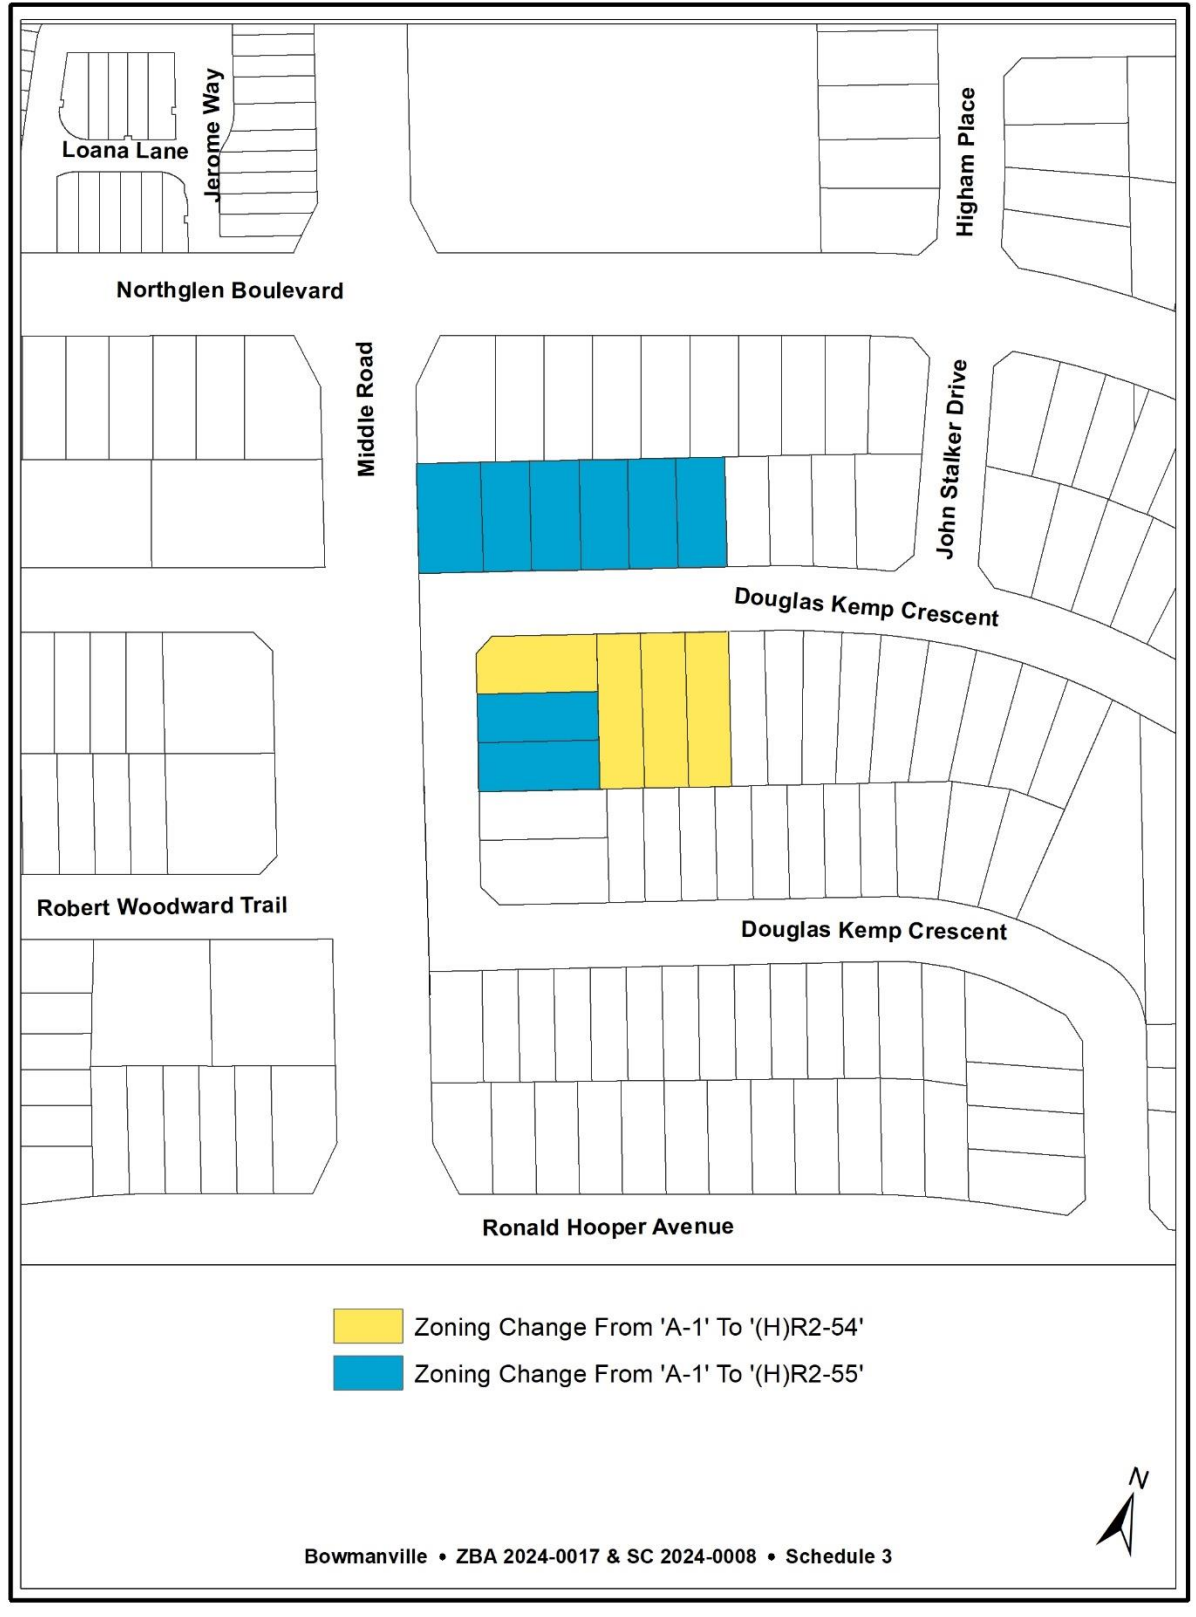 Loana Lane
Jerome Way
Higham Place
Northglen Boulevard
Middle Road
John Stalker Drive
Douglas Kemp Crescent
Robert Woodward Trail
Douglas Kemp Crescent
Ronald Hooper Avenue
Zoning Change From 'A-1' To '(H)R2-54'
Zoning Change From 'A-1' To '(H)R2-55'
N
Bowmanville • ZBA 2024-0017 & SC 2024-0008 • Schedule 3